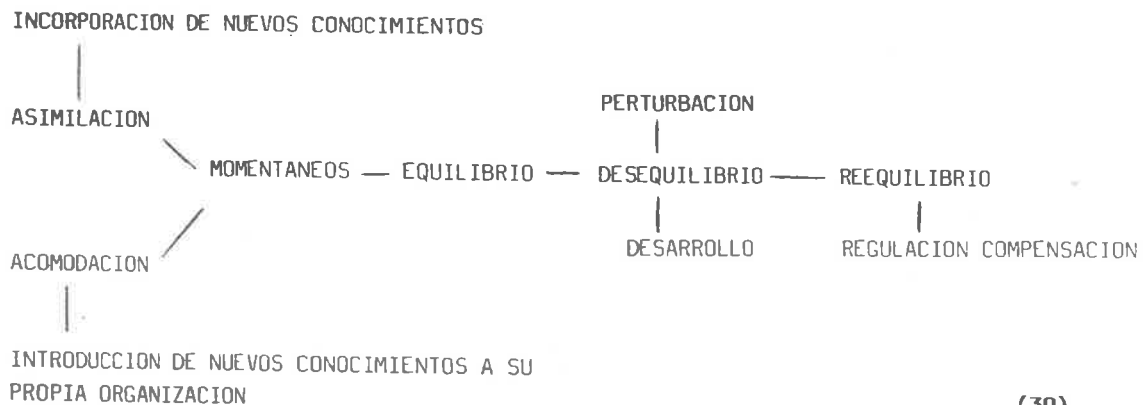 INCORPORACION DE NUEVOS CONOCIMIENTOS
PERTURBACION
ASIMILACION
MOMENTANEOS — EQUILIBRIO — DESEQUILIBRIO — REEQUILIBRIO
DESARROLLO REGULACION COMPENSACION
ACOMODACION
INTRODUCCION DE NUEVOS CONOCIMIENTOS A SU
PROPIA ORGANIZACION